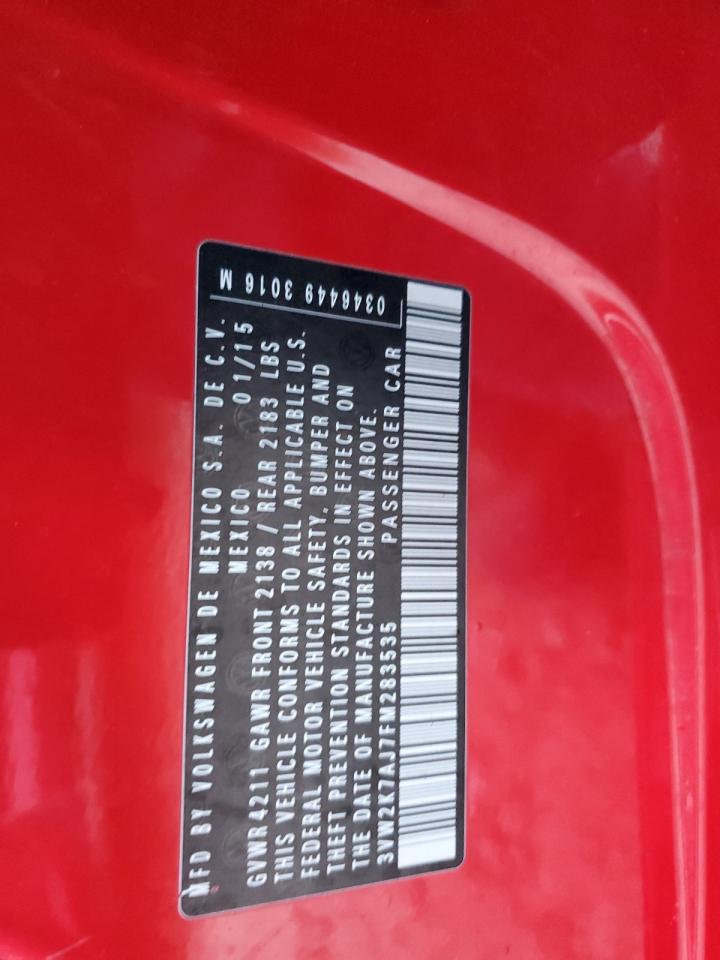 MFD BY VOLKSWAGEN DE MEXICO S.A. DE C.V.
MEXICO 01/15
GVWR 4211 GAWR FRONT 2138 / REAR 2183 LBS
THIS VEHICLE CONFORMS TO ALL APPLICABLE U.S.
FEDERAL MOTOR VEHICLE SAFETY, BUMPER AND
THEFT PREVENTION STANDARDS IN EFFECT ON
THE DATE OF MANUFACTURE SHOWN ABOVE.
3VW2K7AJ7FM283535 PASSENGER CAR
0346449 3016 M